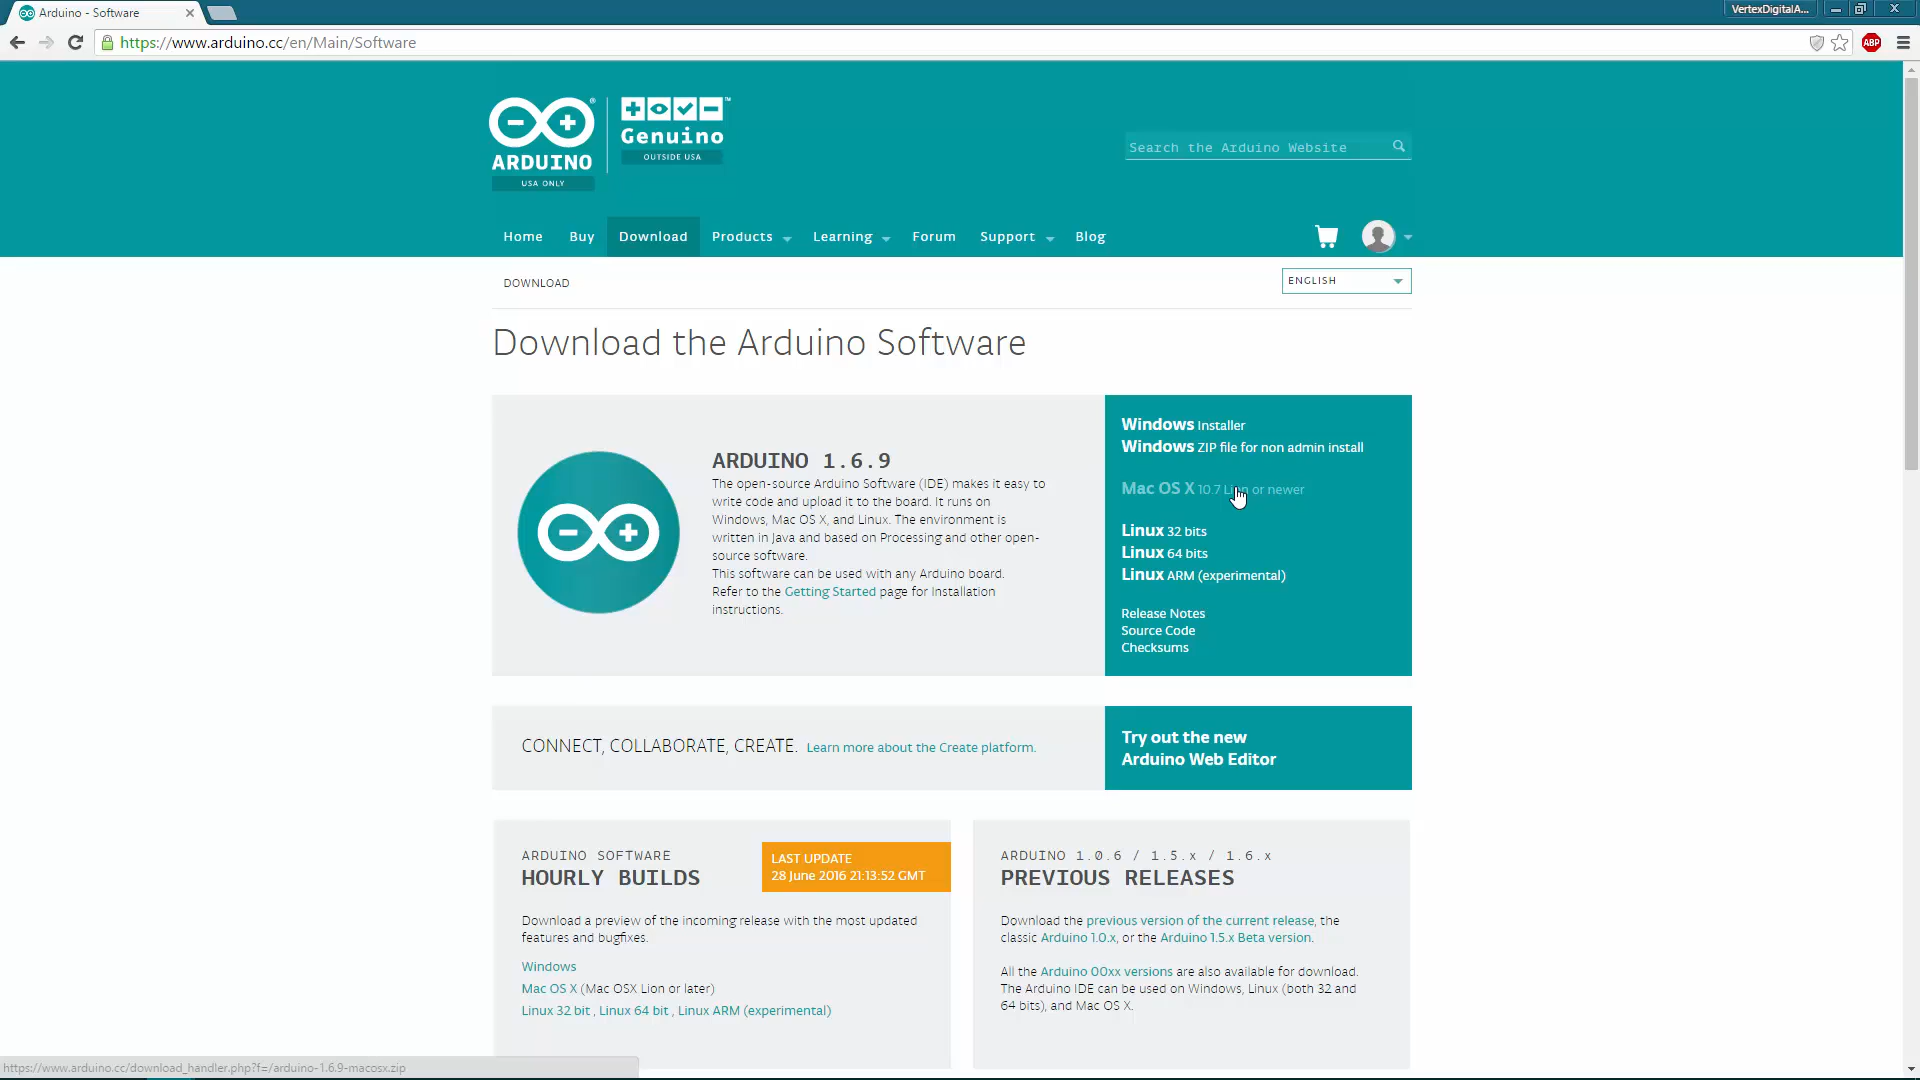 Arduino - Software
VertexDigitalA...
https://www.arduino.cc/en/Main/Software
ABP
ARDUINO
USA ONLY
Genuino
OUTSIDE USA
Search the Arduino Website
Home Buy Download Products Learning Forum Support Blog
DOWNLOAD
ENGLISH
Download the Arduino Software
ARDUINO 1.6.9
The open-source Arduino Software (IDE) makes it easy to
write code and upload it to the board. It runs on
Windows, Mac OS X, and Linux. The environment is
written in Java and based on Processing and other open-
source software.
This software can be used with any Arduino board.
Refer to the Getting Started page for Installation
instructions.
Windows Installer
Windows ZIP file for non admin install
Mac OS X 10.7 Lion or newer
Linux 32 bits
Linux 64 bits
Linux ARM (experimental)
Release Notes
Source Code
Checksums
CONNECT, COLLABORATE, CREATE. Learn more about the Create platform.
Try out the new
Arduino Web Editor
ARDUINO SOFTWARE
HOURLY BUILDS
LAST UPDATE
28 June 2016 21:13:52 GMT
Download a preview of the incoming release with the most updated
features and bugfixes.
Windows
Mac OS X (Mac OSX Lion or later)
Linux 32 bit , Linux 64 bit , Linux ARM (experimental)
ARDUINO 1.0.6 / 1.5.x / 1.6.x
PREVIOUS RELEASES
Download the previous version of the current release, the
classic Arduino 1.0.x, or the Arduino 1.5.x Beta version.
All the Arduino 00xx versions are also available for download.
The Arduino IDE can be used on Windows, Linux (both 32 and
64 bits), and Mac OS X.
https://www.arduino.cc/download_handler.php?f=/arduino-1.6.9-macosx.zip